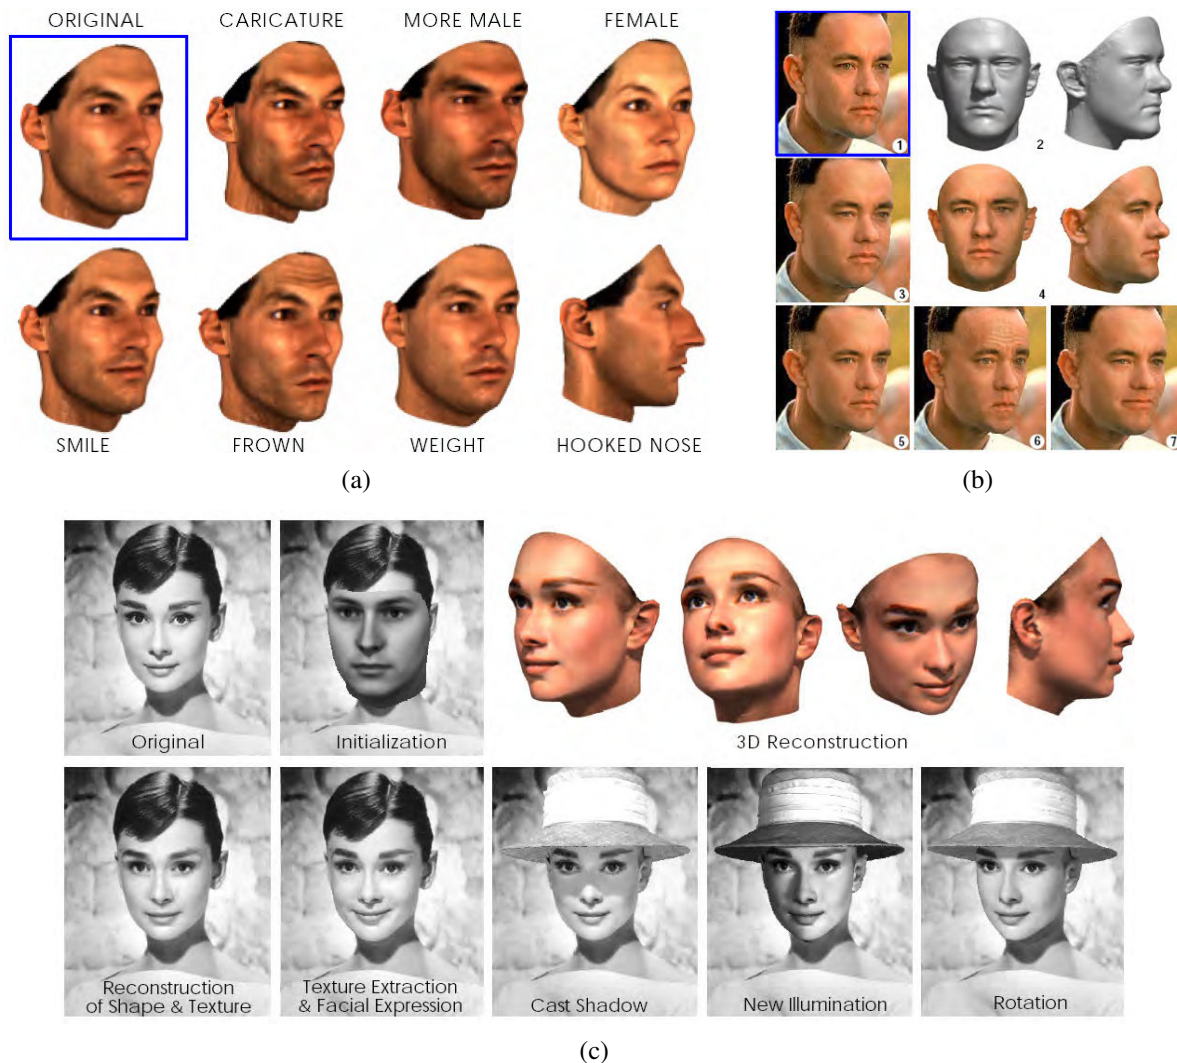 ORIGINAL CARICATURE MORE MALE FEMALE
SMILE FROWN WEIGHT HOOKED NOSE
(a)
1
2
3
4
5
6
7
(b)
Original
Initialization
3D Reconstruction
Reconstruction
of Shape & Texture
Texture Extraction
& Facial Expression
Cast Shadow
New Illumination
Rotation
(c)